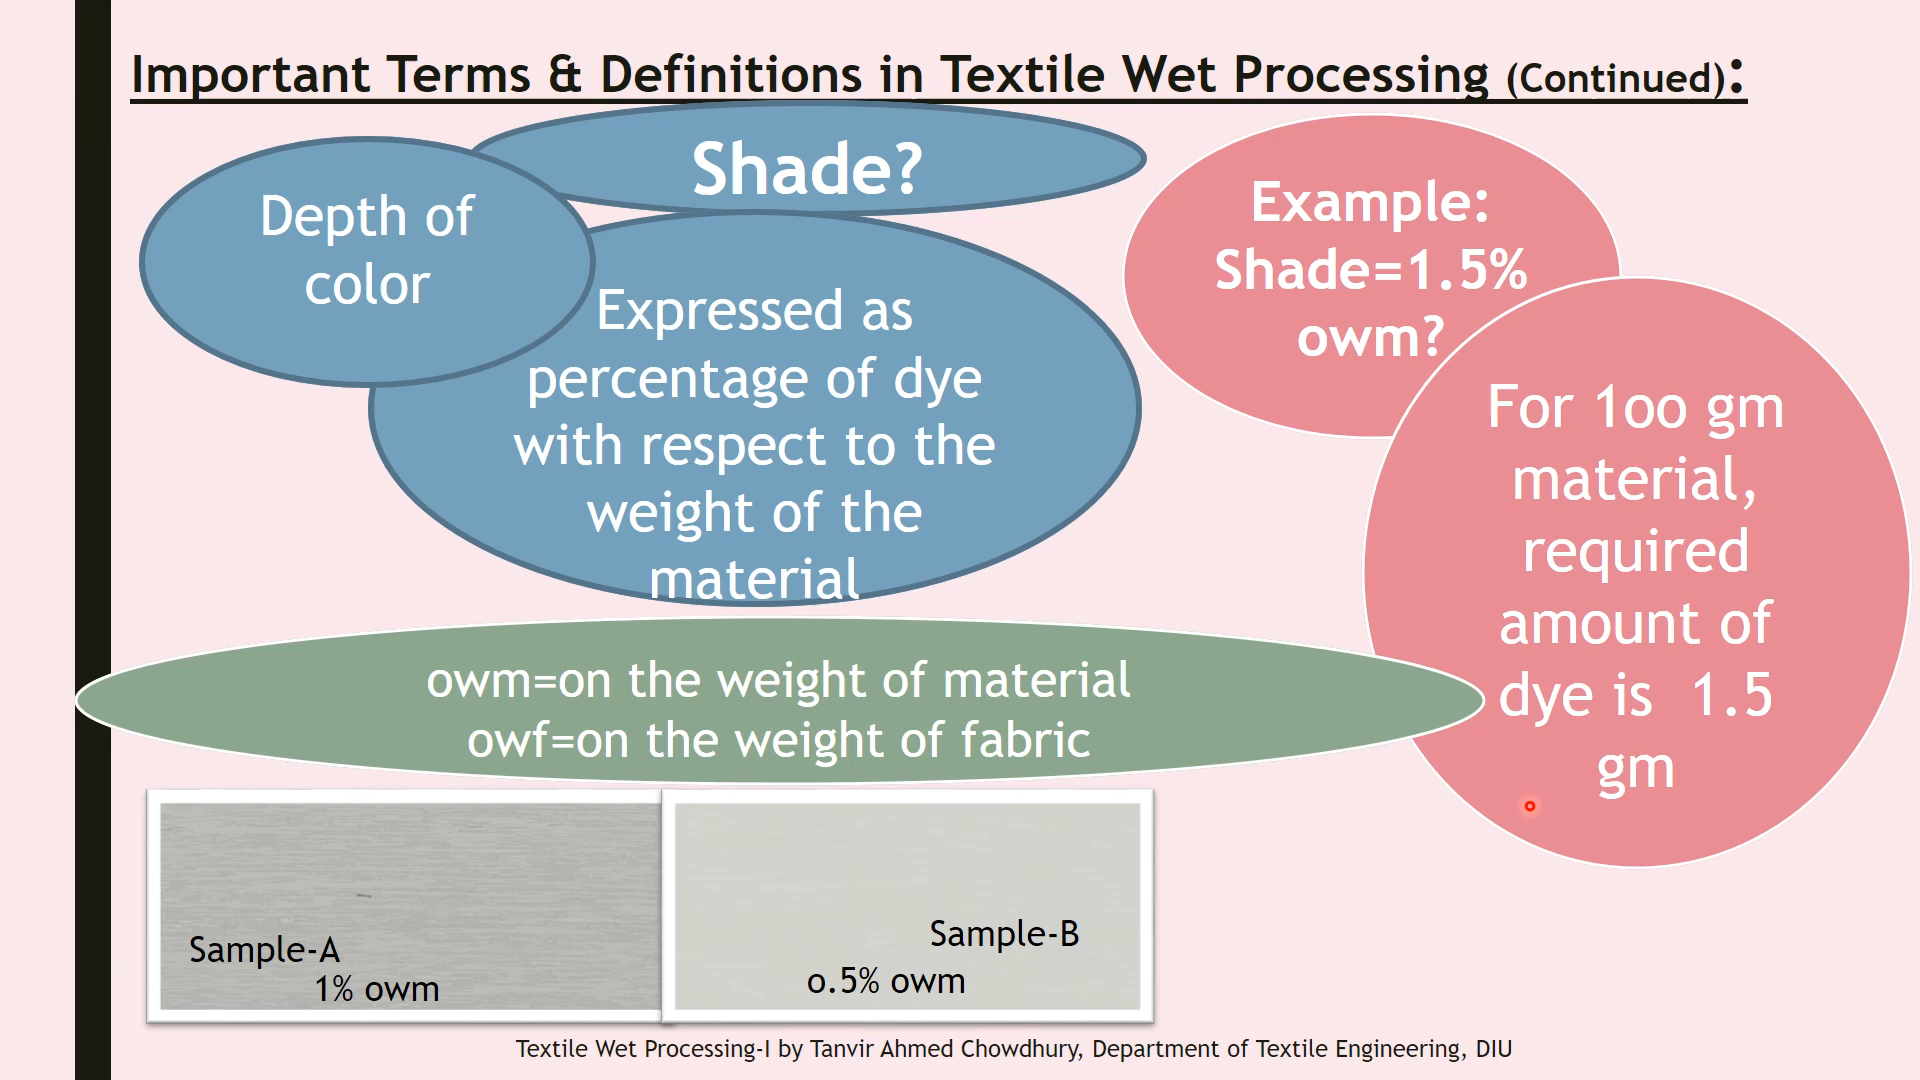 Important Terms & Definitions in Textile Wet Processing (Continued):
Shade?
Depth of
color
Expressed as
percentage of dye
with respect to the
weight of the
material
Example:
Shade=1.5%
owm?
For 1oo gm
material,
required
amount of
dye is 1.5
gm
owm=on the weight of material
owf=on the weight of fabric
Sample-A
1% owm
Sample-B
o.5% owm
Textile Wet Processing-I by Tanvir Ahmed Chowdhury, Department of Textile Engineering, DIU